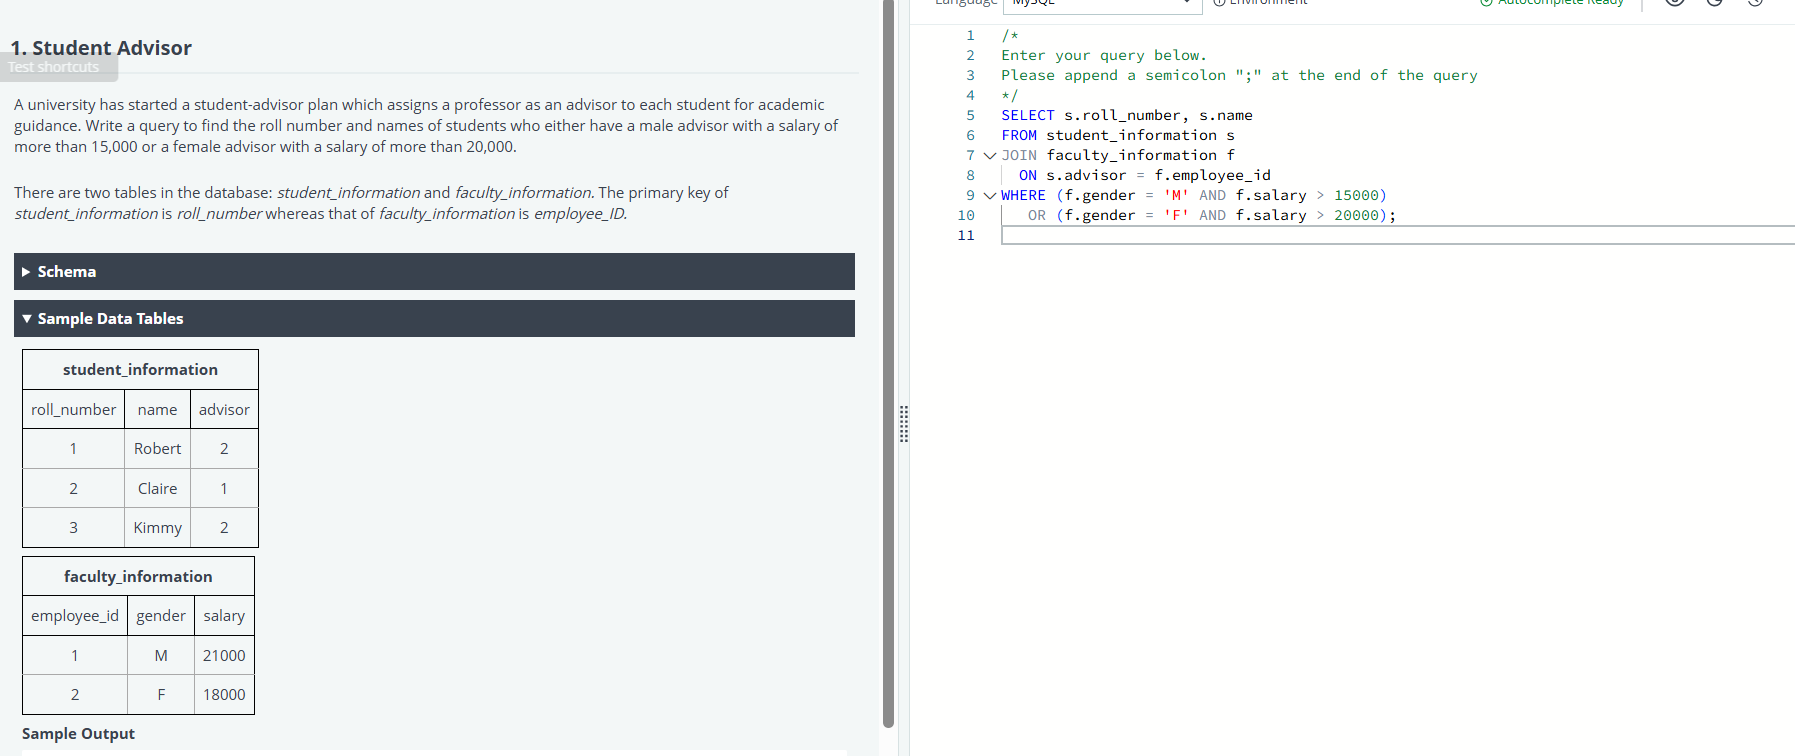 Language MySQL Environment Autocomplete Ready
1. Student Advisor
Test shortcuts
A university has started a student-advisor plan which assigns a professor as an advisor to each student for academic
guidance. Write a query to find the roll number and names of students who either have a male advisor with a salary of
more than 15,000 or a female advisor with a salary of more than 20,000.
There are two tables in the database: student_information and faculty_information. The primary key of
student_information is roll_number whereas that of faculty_information is employee_ID.
Schema
Sample Data Tables
student_information
roll_number name advisor
1 Robert 2
2 Claire 1
3 Kimmy 2
faculty_information
employee_id gender salary
1 M 21000
2 F 18000
Sample Output
1 /*
2 Enter your query below.
3 Please append a semicolon ";" at the end of the query
4 */
5 SELECT s.roll_number, s.name
6 FROM student_information s
7 JOIN faculty_information f
8 ON s.advisor = f.employee_id
9 WHERE (f.gender = 'M' AND f.salary > 15000)
10 OR (f.gender = 'F' AND f.salary > 20000);
11